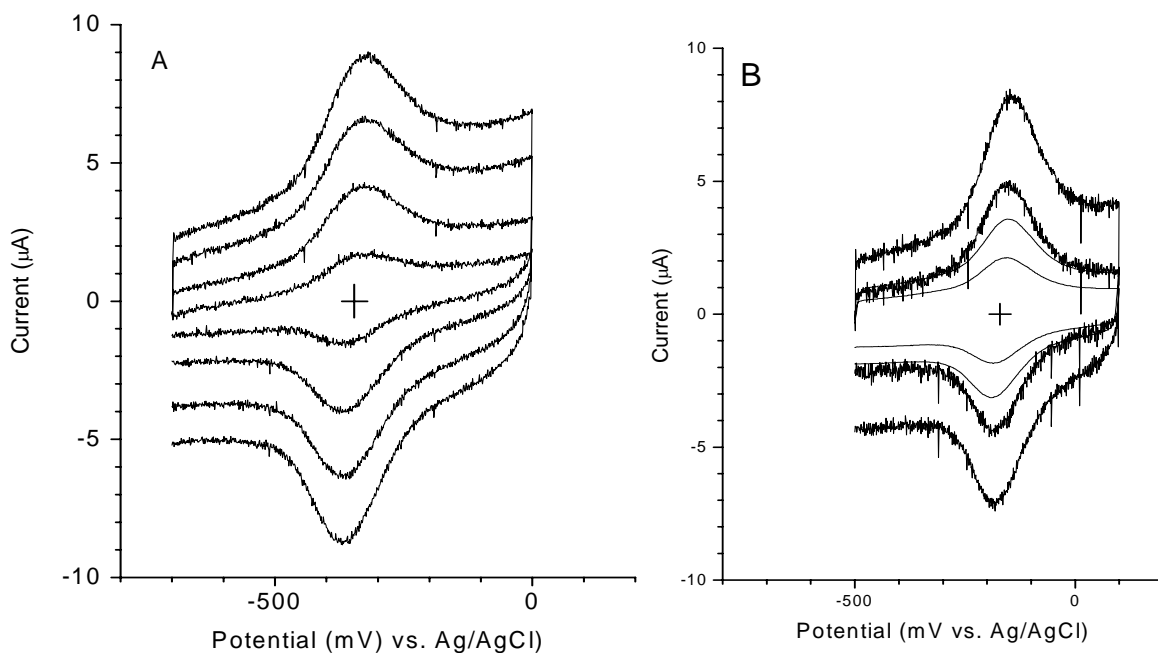 A
10
5
0
-5
-10
-500
0
Current (μA)
Potential (mV) vs. Ag/AgCl)
B
10
5
0
-5
-10
-500
0
Current (μA)
Potential (mV vs. Ag/AgCl)